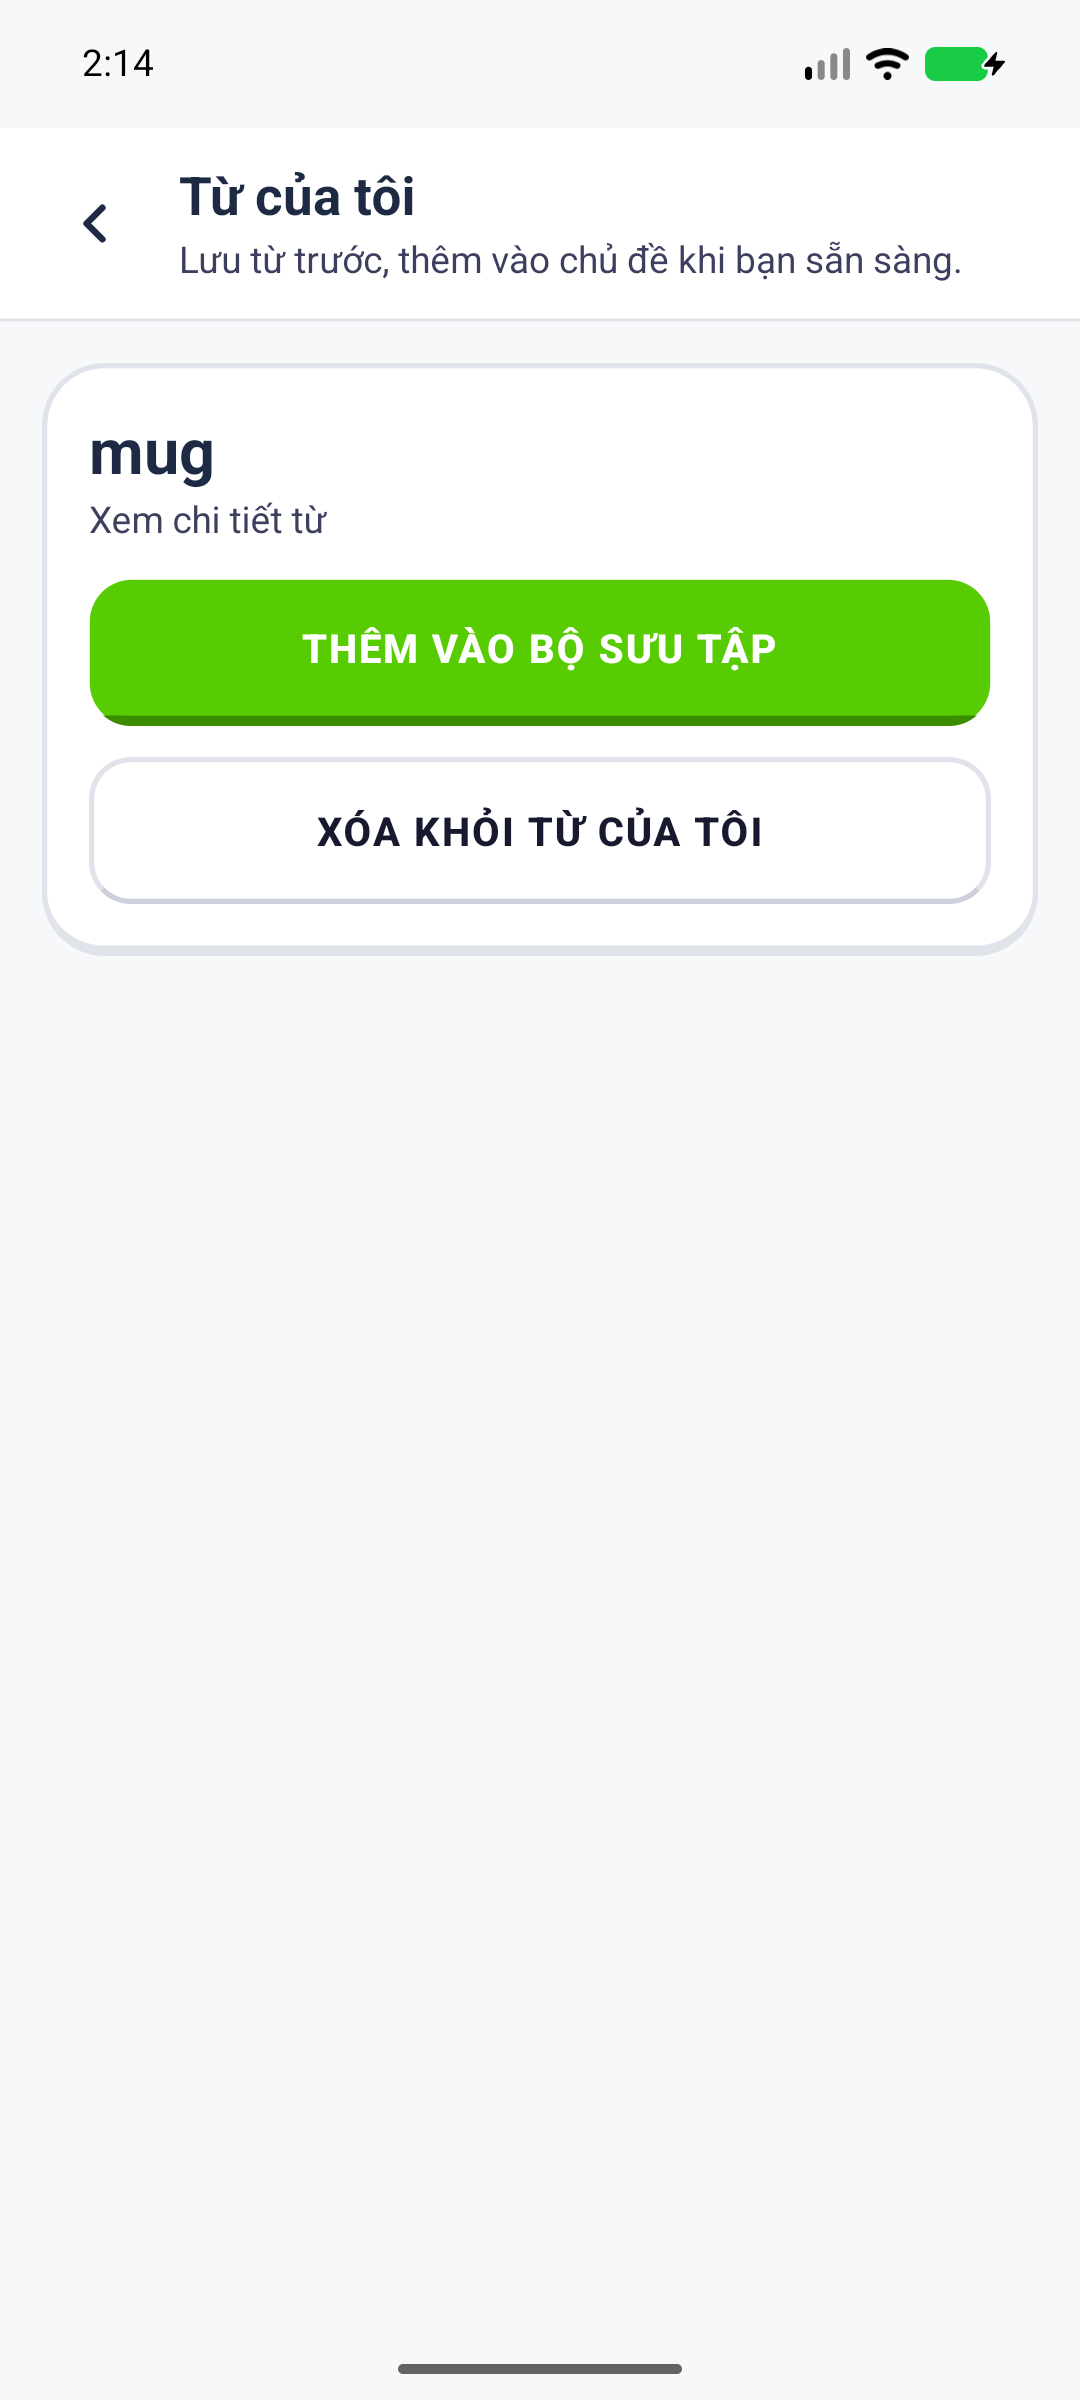 2:14
Từ của tôi
Lưu từ trước, thêm vào chủ đề khi bạn sẵn sàng.
mug
Xem chi tiết từ
THÊM VÀO BỘ SƯU TẬP
XÓA KHỎI TỪ CỦA TÔI